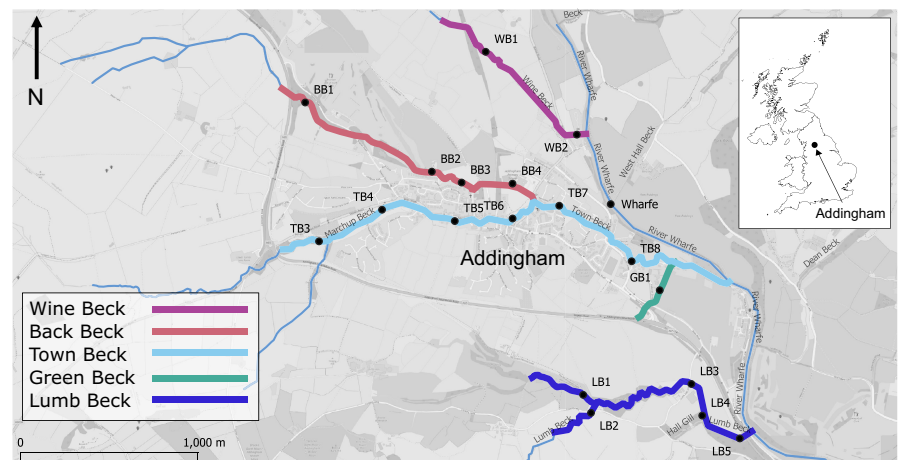 Beck
WB1
River Wharfe
N
BB1
Wine Beck
WB2
River Wharfe
West Hall Beck
BB2
BB3
BB4
TB4
TB7
Wharfe
TB5
TB6
Marchup Beck
Town Beck
TB3
River Wharfe
TB8
Dean Beck
Addingham
Addingham
GB1
River Wharfe
Wine Beck
Back Beck
Town Beck
Green Beck
Lumb Beck
LB1
LB3
River Wharfe
LB4
Lumb Beck
LB2
Hall Gill
Lumb Beck
LB5
0
1,000 m